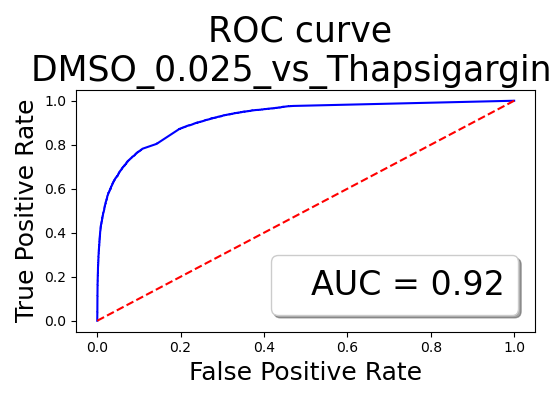 ROC curve
DMSO_0.025_vs_Thapsigargin
True Positive Rate
1.0
0.8
0.6
0.4
0.2
0.0
AUC = 0.92
0.0 0.2 0.4 0.6 0.8 1.0
False Positive Rate